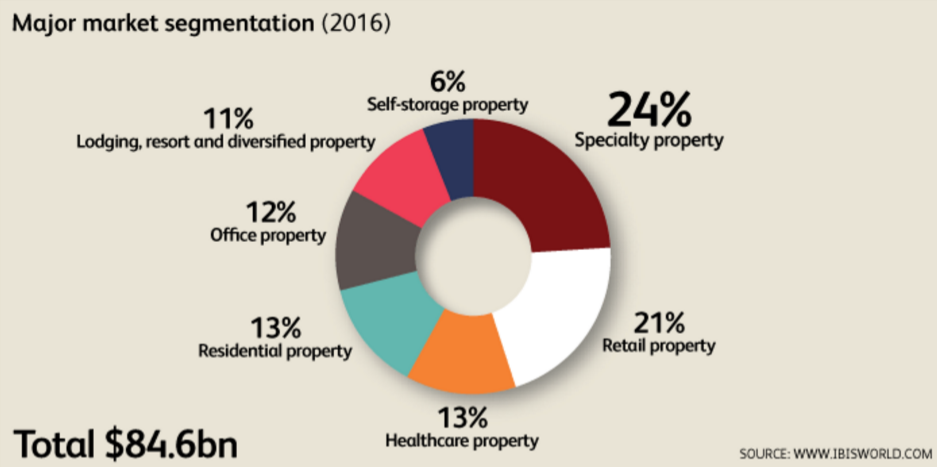 Major market segmentation (2016)
6%
Self-storage property
24%
Specialty property
11%
Lodging, resort and diversified property
12%
Office property
21%
Retail property
13%
Residential property
13%
Healthcare property
Total $84.6bn
SOURCE: WWW.IBISWORLD.COM